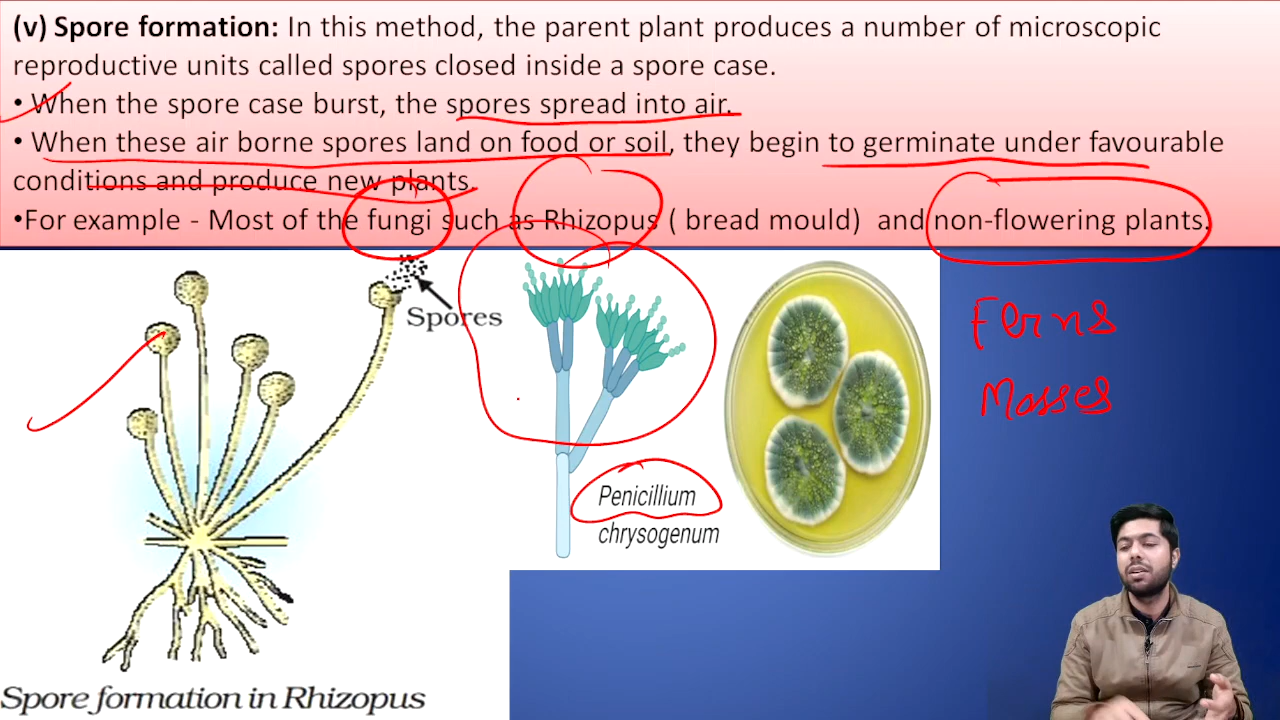 (v) Spore formation: In this method, the parent plant produces a number of microscopic
reproductive units called spores closed inside a spore case.
• When the spore case burst, the spores spread into air.
• When these air borne spores land on food or soil, they begin to germinate under favourable
conditions and produce new plants.
•For example - Most of the fungi such as Rhizopus ( bread mould) and non-flowering plants.
Spores
Ferns
Mosses
Penicillium
chrysogenum
Spore formation in Rhizopus